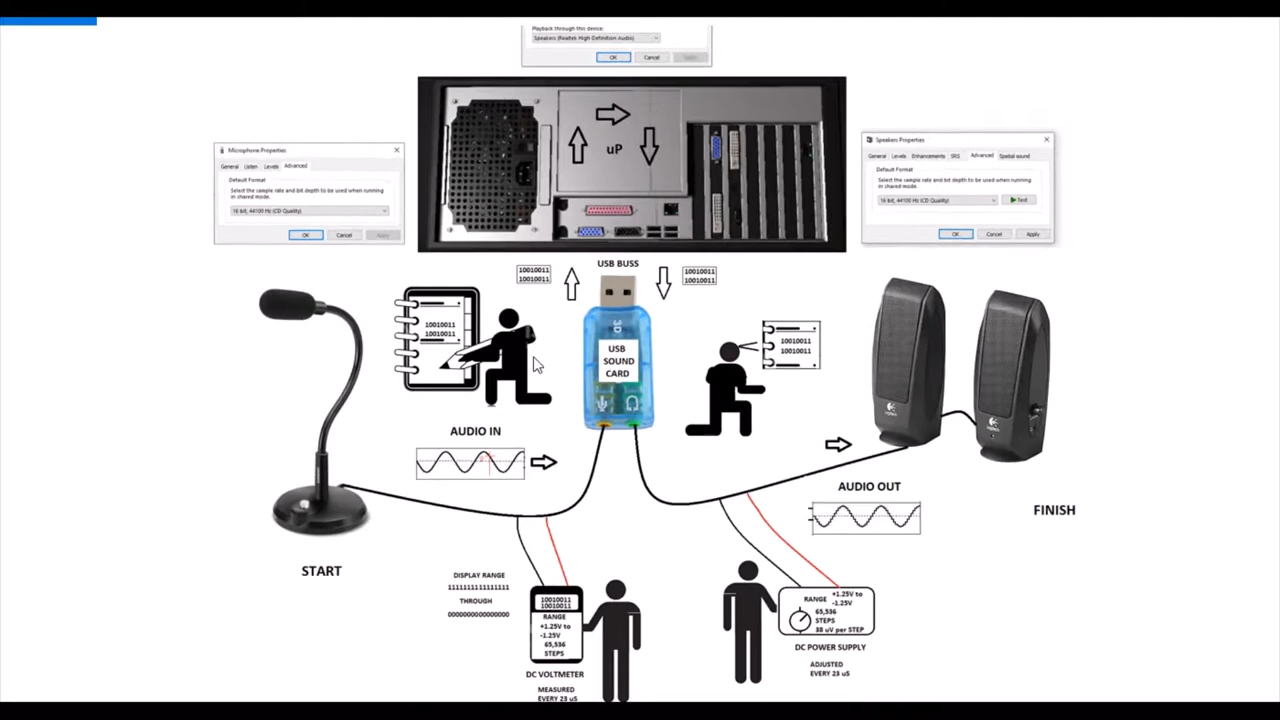 Playback through this device:
Speakers (Realtek High Definition Audio)
OK Cancel Apply
uP
Microphone Properties
General Listen Levels Advanced
Default Format
Select the sample rate and bit depth to be used when running
in shared mode.
16 bit, 44100 Hz (CD Quality)
OK Cancel Apply
Speakers Properties
General Levels Enhancements SRS Advanced Spatial sound
Default Format
Select the sample rate and bit depth to be used when running
in shared mode.
16 bit, 44100 Hz (CD Quality) Test
OK Cancel Apply
USB BUSS
10010011
10010011
10010011
10010011
10010011
10010011
3D
USB
SOUND
CARD
10010011
10010011
AUDIO IN
AUDIO OUT
Logitech
Logitech
START
FINISH
DISPLAY RANGE
1111111111111111
THROUGH
0000000000000000
10010011
10010011
RANGE
+1.25V to
-1.25V
65,536
STEPS
DC VOLTMETER
MEASURED
EVERY 23 uS
RANGE +1.25V to
-1.25V
65,536
STEPS
38 uV per STEP
DC POWER SUPPLY
ADJUSTED
EVERY 23 uS